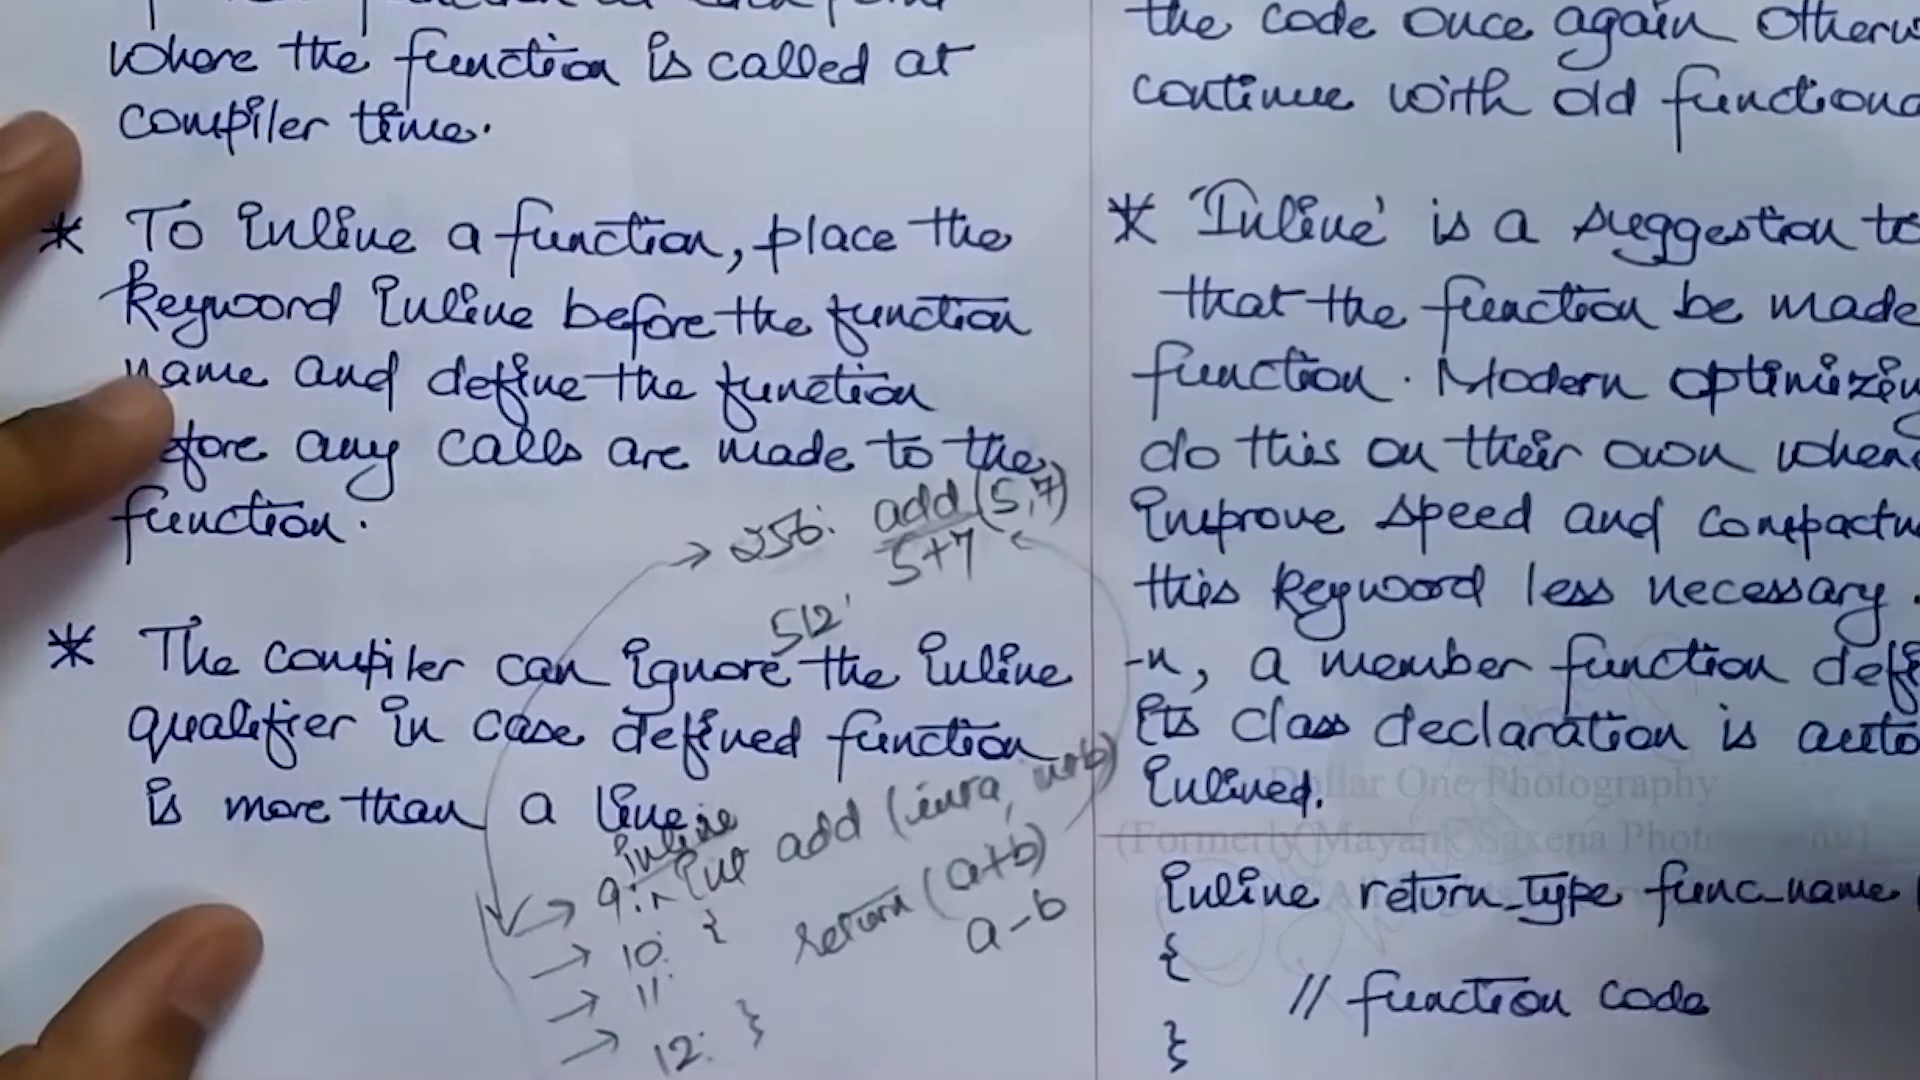 where the function is called at
compiler time.
* To inline a function, place the
keyword inline before the function
name and define the function
efore any calls are made to the
function.
→ 256: add (5,7)
5+7
512:
* The compiler can ignore the inline
qualifier in case defined function
is more than a line.
inline
→ 9: ^ int add (int a, int b)
→ 10: {
return (a+b)
a-b
→ 11:
→ 12: }
the code once again otherw
continue with old functiona
* 'Inline' is a suggestion to
that the function be made
function. Modern optimizing
do this on their own when
improve speed and compactn
this keyword less necessary.
-n, a member function def
its class declaration is auto
inlined.
Dollar One Photography
(Formerly Mayank Saxena Photo
inline return_type func_name
{
// function code
}